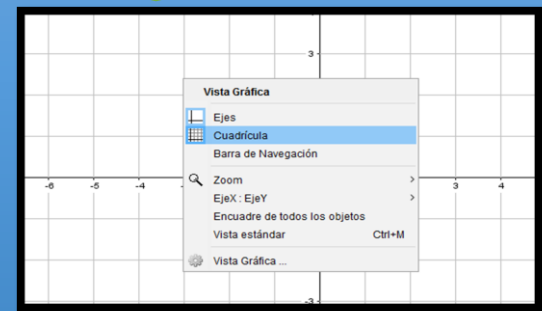 3
Vista Gráfica
Ejes
Cuadrícula
Barra de Navegación
-6 -5 -4 3 4
Zoom
EjeX : EjeY
Encuadre de todos los objetos
Vista estándar Ctrl+M
Vista Gráfica ...
-3